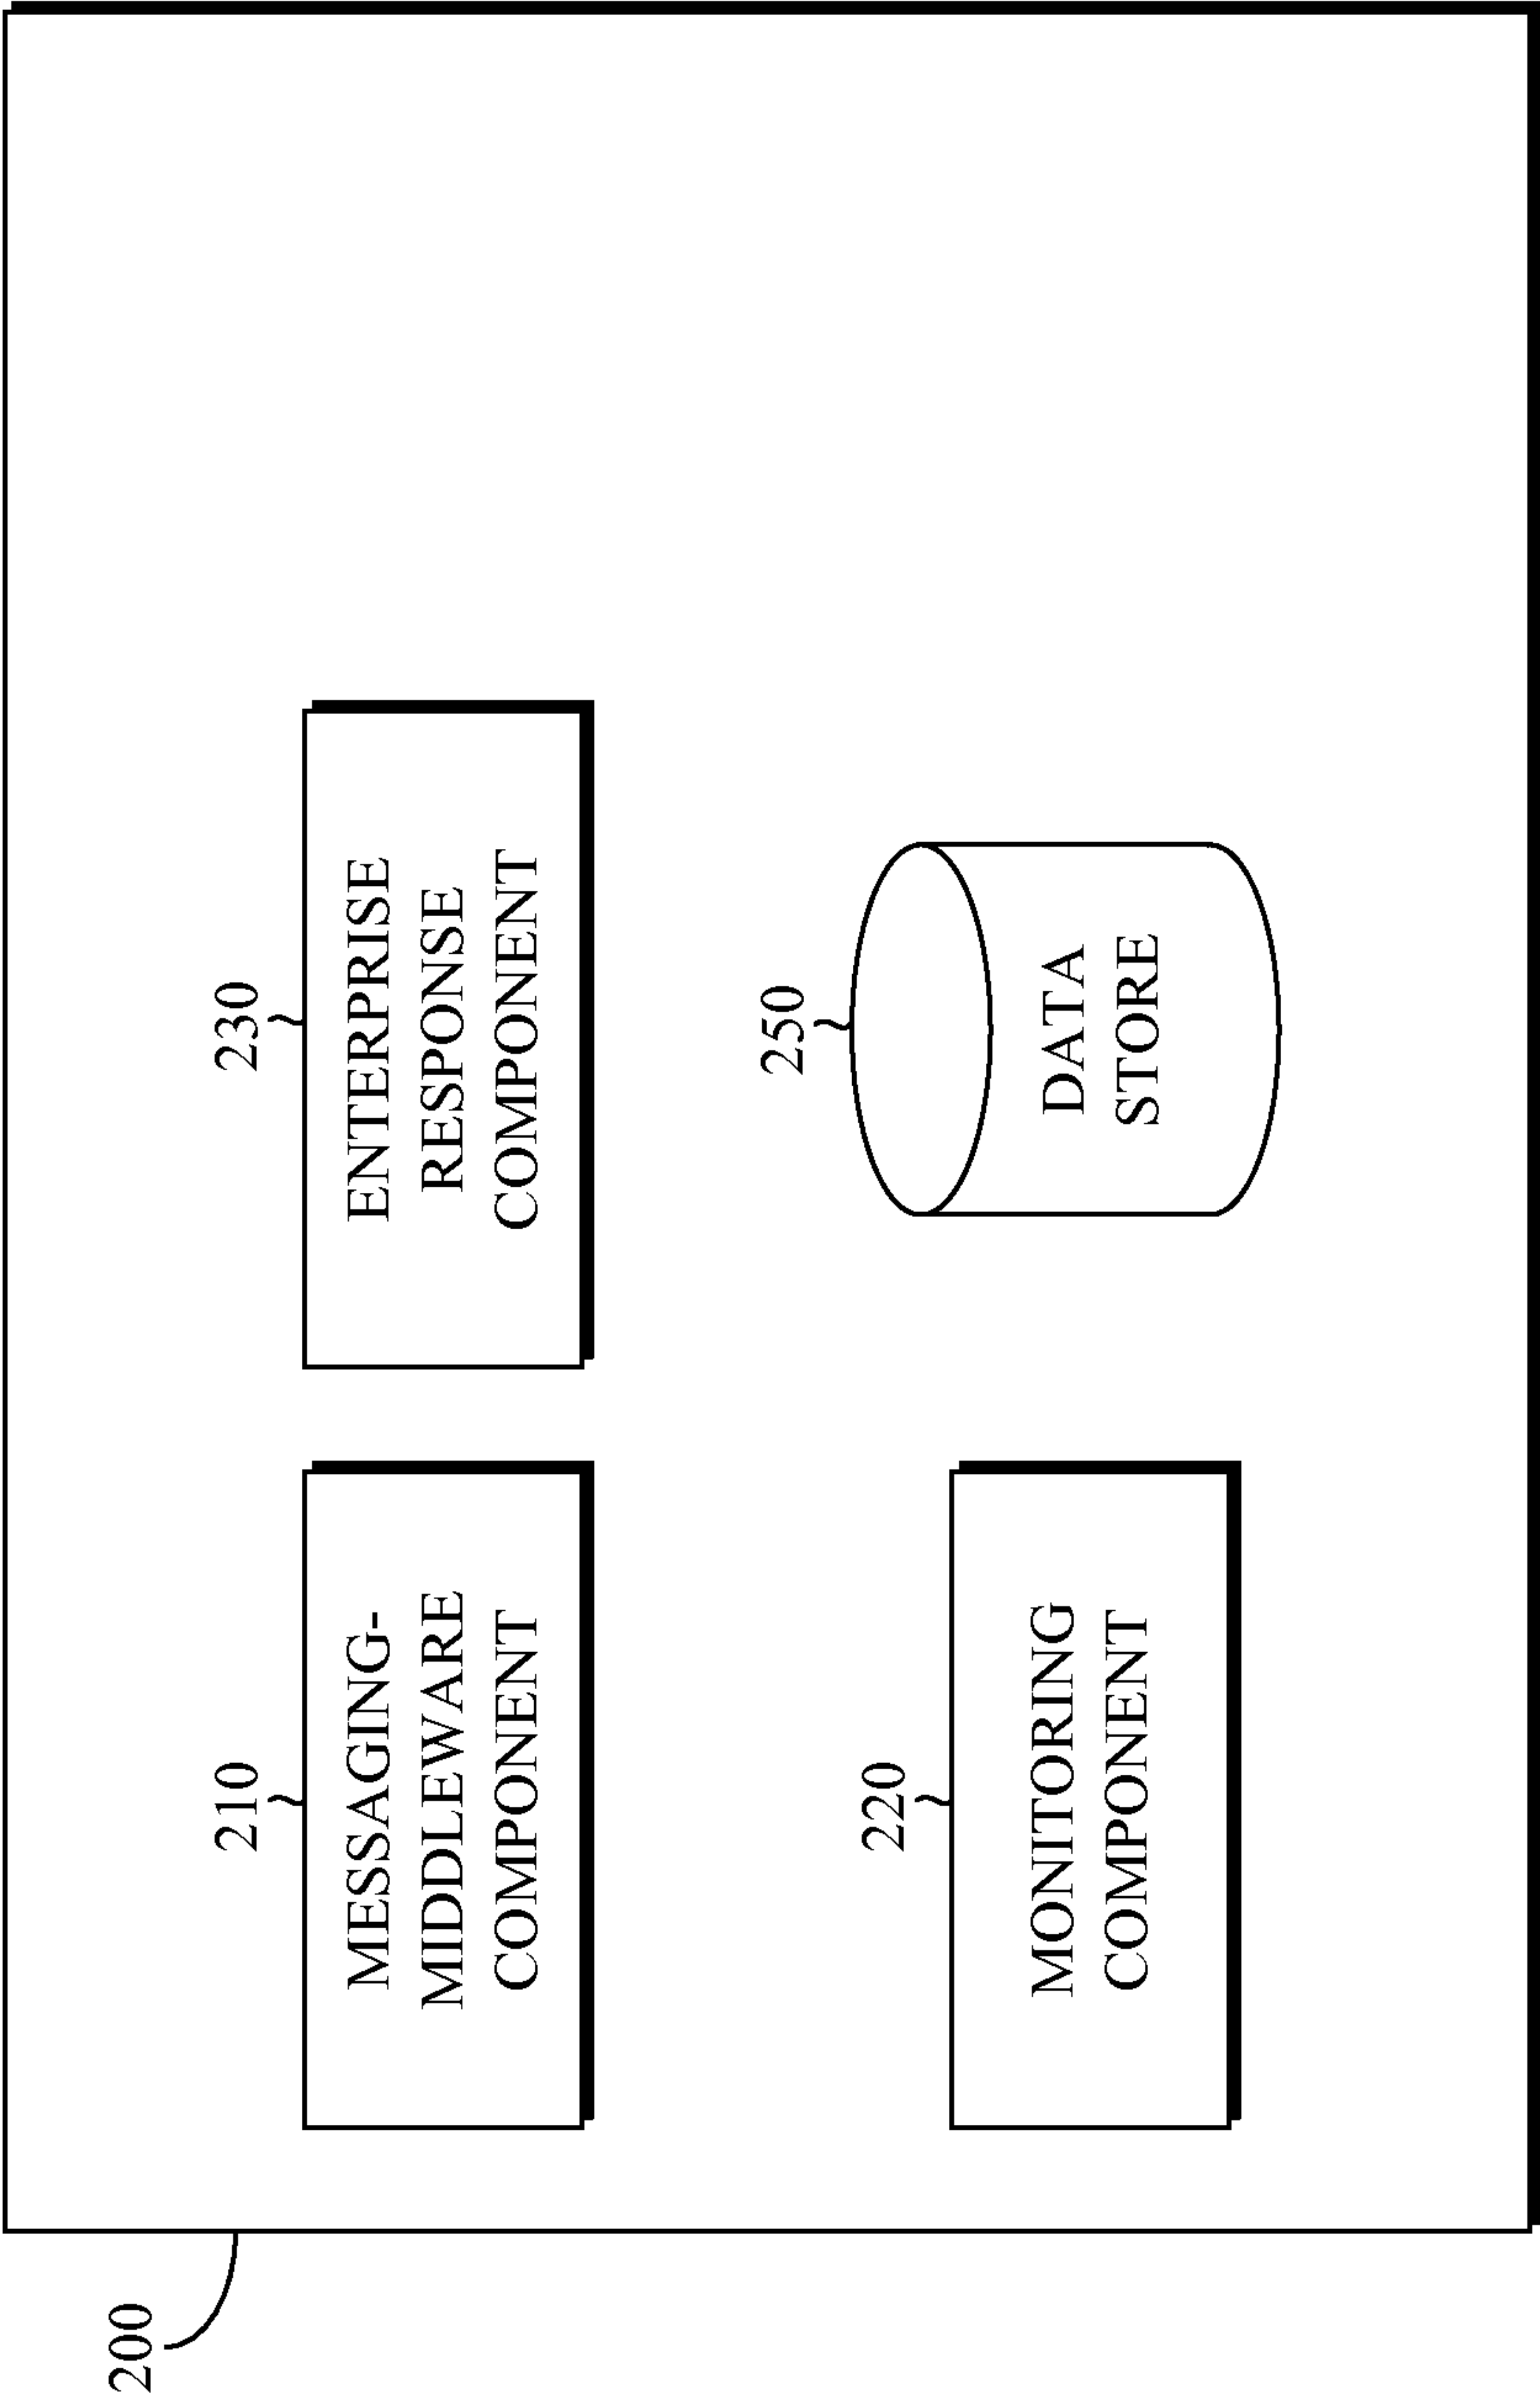 200
210
MESSAGING-
MIDDLEWARE
COMPONENT
230
ENTERPRISE
RESPONSE
COMPONENT
220
MONITORING
COMPONENT
250
DATA
STORE